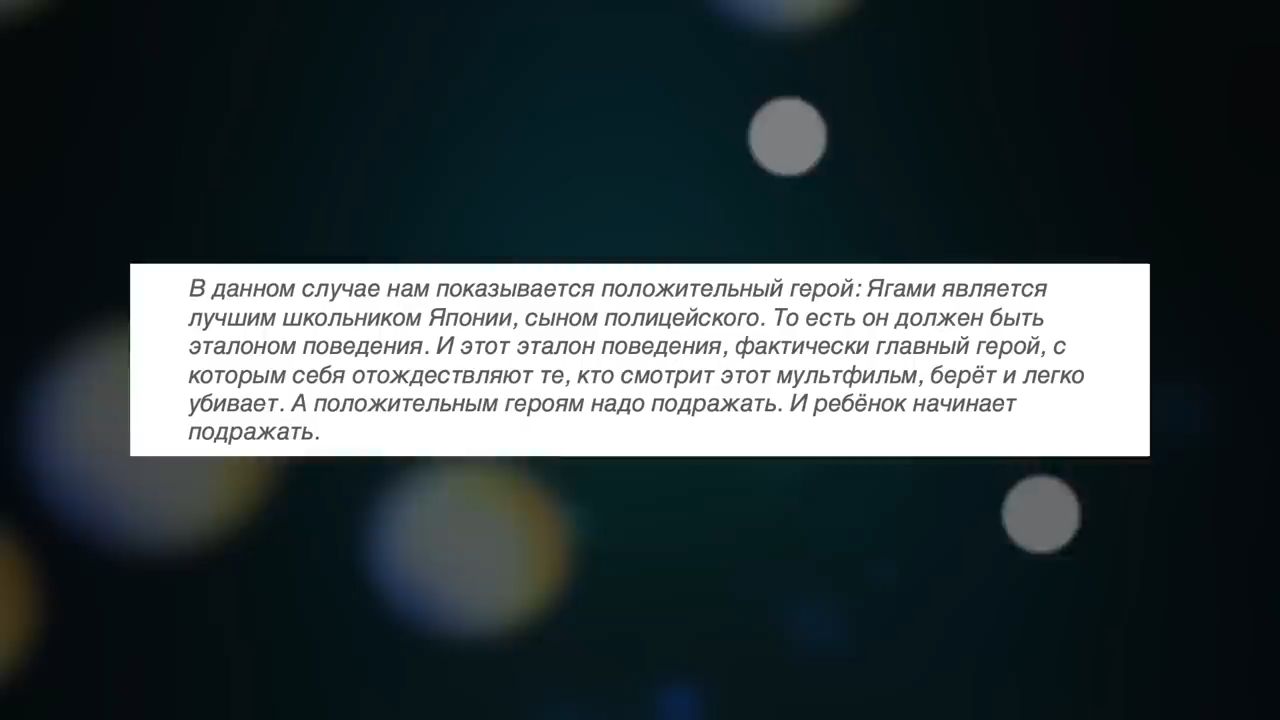 В данном случае нам показывается положительный герой: Ягами является
лучшим школьником Японии, сыном полицейского. То есть он должен быть
эталоном поведения. И этот эталон поведения, фактически главный герой, с
которым себя отождествляют те, кто смотрит этот мультфильм, берёт и легко
убивает. А положительным героям надо подражать. И ребёнок начинает
подражать.